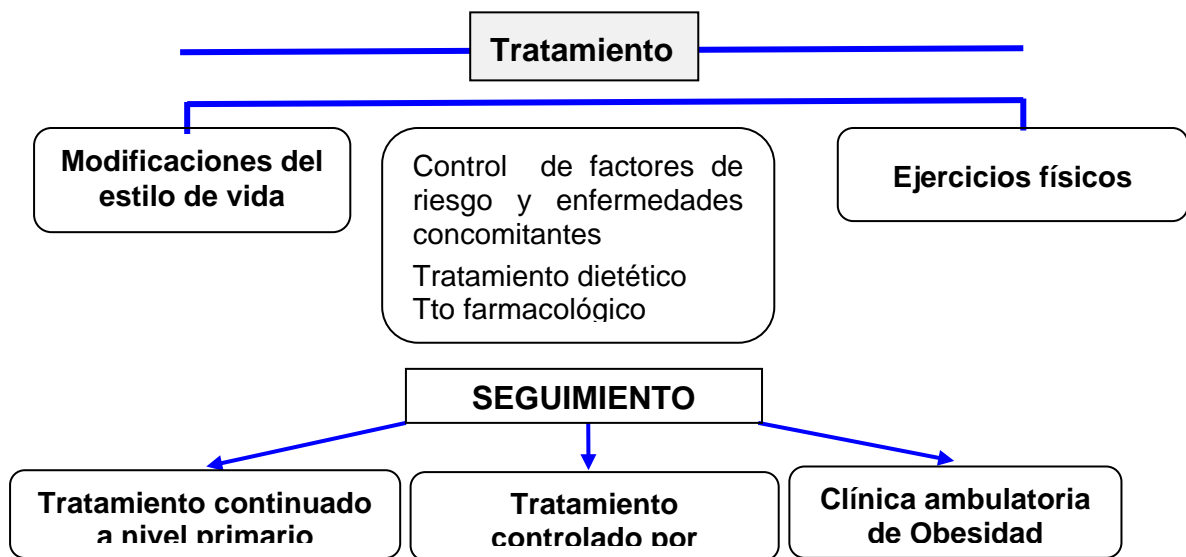 Tratamiento
Modificaciones del
estilo de vida
Control de factores de
riesgo y enfermedades
concomitantes
Tratamiento dietético
Tto farmacológico
Ejercicios físicos
SEGUIMIENTO
Tratamiento continuado
a nivel primario
Tratamiento
controlado por
Clínica ambulatoria
de Obesidad